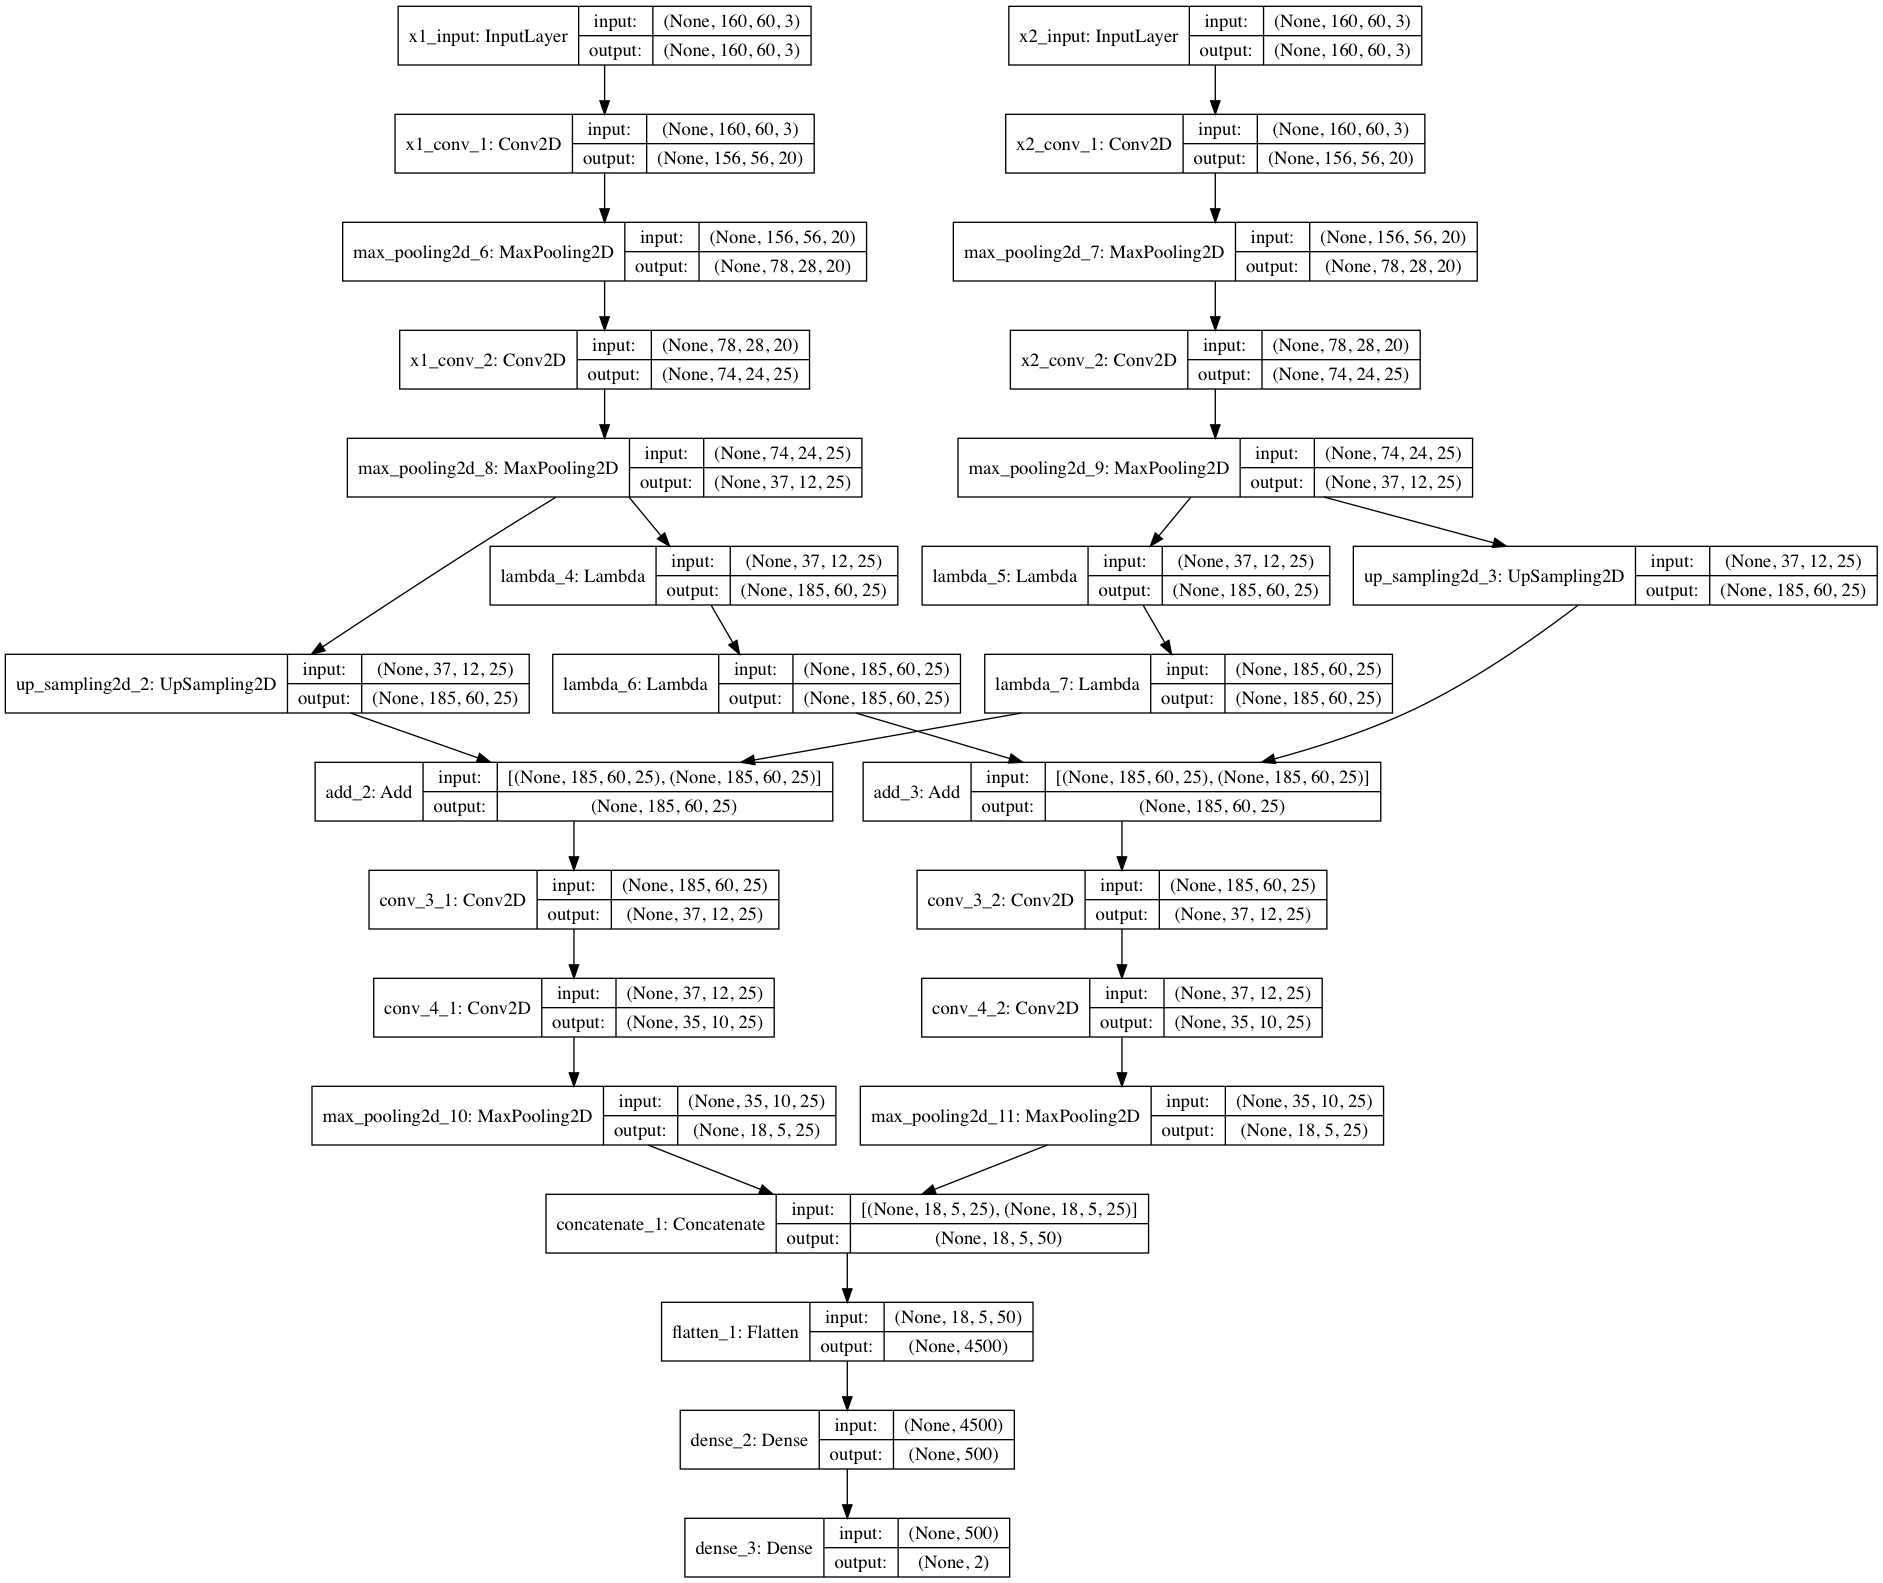 x1_input: InputLayer
input: (None, 160, 60, 3)
output: (None, 160, 60, 3)
x2_input: InputLayer
input: (None, 160, 60, 3)
output: (None, 160, 60, 3)
x1_conv_1: Conv2D
input: (None, 160, 60, 3)
output: (None, 156, 56, 20)
x2_conv_1: Conv2D
input: (None, 160, 60, 3)
output: (None, 156, 56, 20)
max_pooling2d_6: MaxPooling2D
input: (None, 156, 56, 20)
output: (None, 78, 28, 20)
max_pooling2d_7: MaxPooling2D
input: (None, 156, 56, 20)
output: (None, 78, 28, 20)
x1_conv_2: Conv2D
input: (None, 78, 28, 20)
output: (None, 74, 24, 25)
x2_conv_2: Conv2D
input: (None, 78, 28, 20)
output: (None, 74, 24, 25)
max_pooling2d_8: MaxPooling2D
input: (None, 74, 24, 25)
output: (None, 37, 12, 25)
max_pooling2d_9: MaxPooling2D
input: (None, 74, 24, 25)
output: (None, 37, 12, 25)
lambda_4: Lambda
input: (None, 37, 12, 25)
output: (None, 185, 60, 25)
lambda_5: Lambda
input: (None, 37, 12, 25)
output: (None, 185, 60, 25)
up_sampling2d_3: UpSampling2D
input: (None, 37, 12, 25)
output: (None, 185, 60, 25)
up_sampling2d_2: UpSampling2D
input: (None, 37, 12, 25)
output: (None, 185, 60, 25)
lambda_6: Lambda
input: (None, 185, 60, 25)
output: (None, 185, 60, 25)
lambda_7: Lambda
input: (None, 185, 60, 25)
output: (None, 185, 60, 25)
add_2: Add
input: [(None, 185, 60, 25), (None, 185, 60, 25)]
output: (None, 185, 60, 25)
add_3: Add
input: [(None, 185, 60, 25), (None, 185, 60, 25)]
output: (None, 185, 60, 25)
conv_3_1: Conv2D
input: (None, 185, 60, 25)
output: (None, 37, 12, 25)
conv_3_2: Conv2D
input: (None, 185, 60, 25)
output: (None, 37, 12, 25)
conv_4_1: Conv2D
input: (None, 37, 12, 25)
output: (None, 35, 10, 25)
conv_4_2: Conv2D
input: (None, 37, 12, 25)
output: (None, 35, 10, 25)
max_pooling2d_10: MaxPooling2D
input: (None, 35, 10, 25)
output: (None, 18, 5, 25)
max_pooling2d_11: MaxPooling2D
input: (None, 35, 10, 25)
output: (None, 18, 5, 25)
concatenate_1: Concatenate
input: [(None, 18, 5, 25), (None, 18, 5, 25)]
output: (None, 18, 5, 50)
flatten_1: Flatten
input: (None, 18, 5, 50)
output: (None, 4500)
dense_2: Dense
input: (None, 4500)
output: (None, 500)
dense_3: Dense
input: (None, 500)
output: (None, 2)